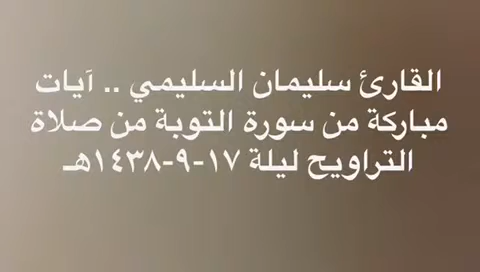 القارئ سليمان السليمي .. آيات
مباركة من سورة التوبة من صلاة
التراويح ليلة ١٧-٩-١٤٣٨هـ